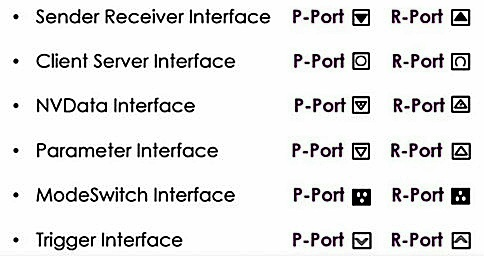 • Sender Receiver Interface P-Port R-Port
• Client Server Interface P-Port R-Port
• NVData Interface P-Port R-Port
• Parameter Interface P-Port R-Port
• ModeSwitch Interface P-Port R-Port
• Trigger Interface P-Port R-Port